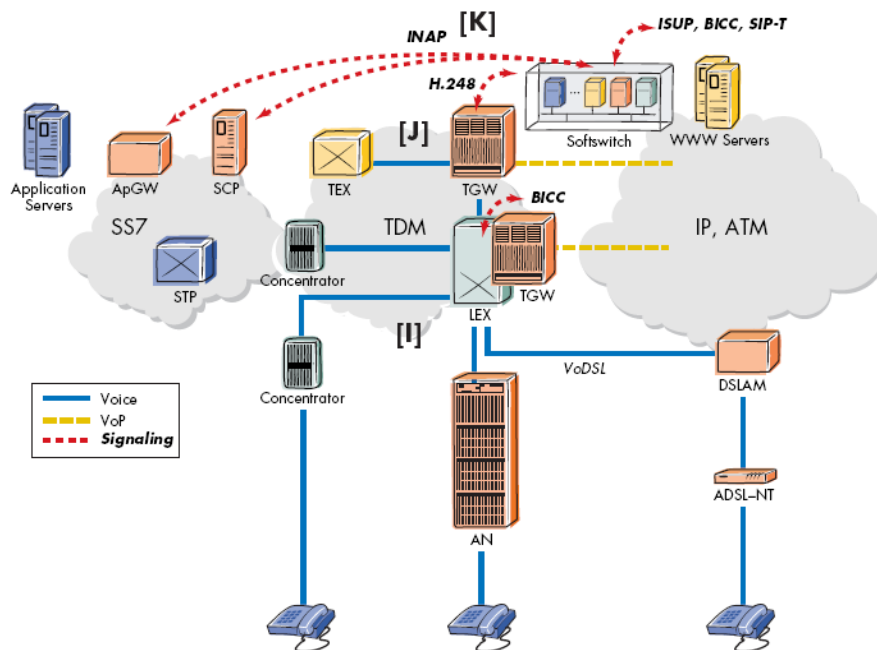 [K]
INAP
ISUP, BICC, SIP-T
H.248
Softswitch
WWW Servers
[J]
Application
Servers
ApGW
SCP
TEX
TGW
BICC
SS7
TDM
IP, ATM
STP
Concentrator
TGW
LEX
[I]
Concentrator
VoDSL
DSLAM
Voice
VoP
Signaling
ADSL–NT
AN